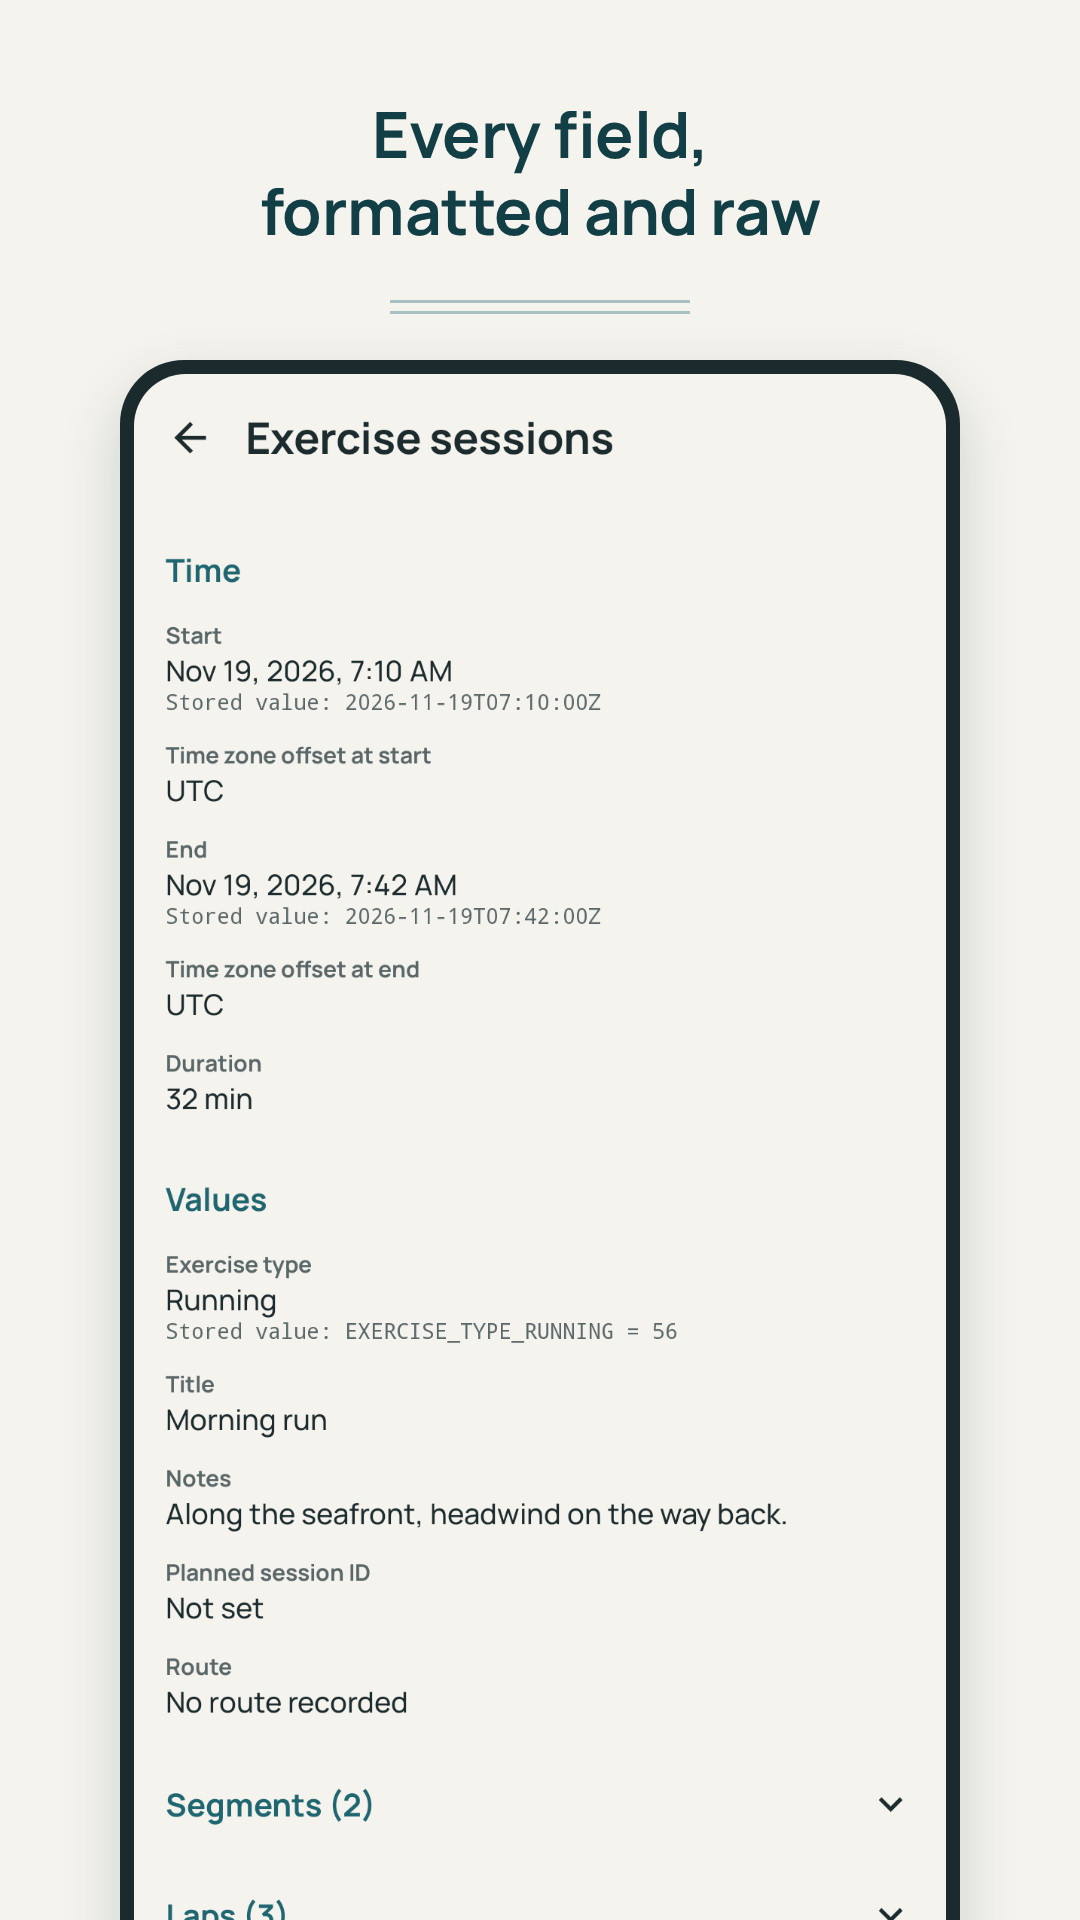 Every field,
formatted and raw
Exercise sessions
Time
Start
Nov 19, 2026, 7:10 AM
Stored value: 2026-11-19T07:10:00Z
Time zone offset at start
UTC
End
Nov 19, 2026, 7:42 AM
Stored value: 2026-11-19T07:42:00Z
Time zone offset at end
UTC
Duration
32 min
Values
Exercise type
Running
Stored value: EXERCISE_TYPE_RUNNING = 56
Title
Morning run
Notes
Along the seafront, headwind on the way back.
Planned session ID
Not set
Route
No route recorded
Segments (2)
Laps (3)